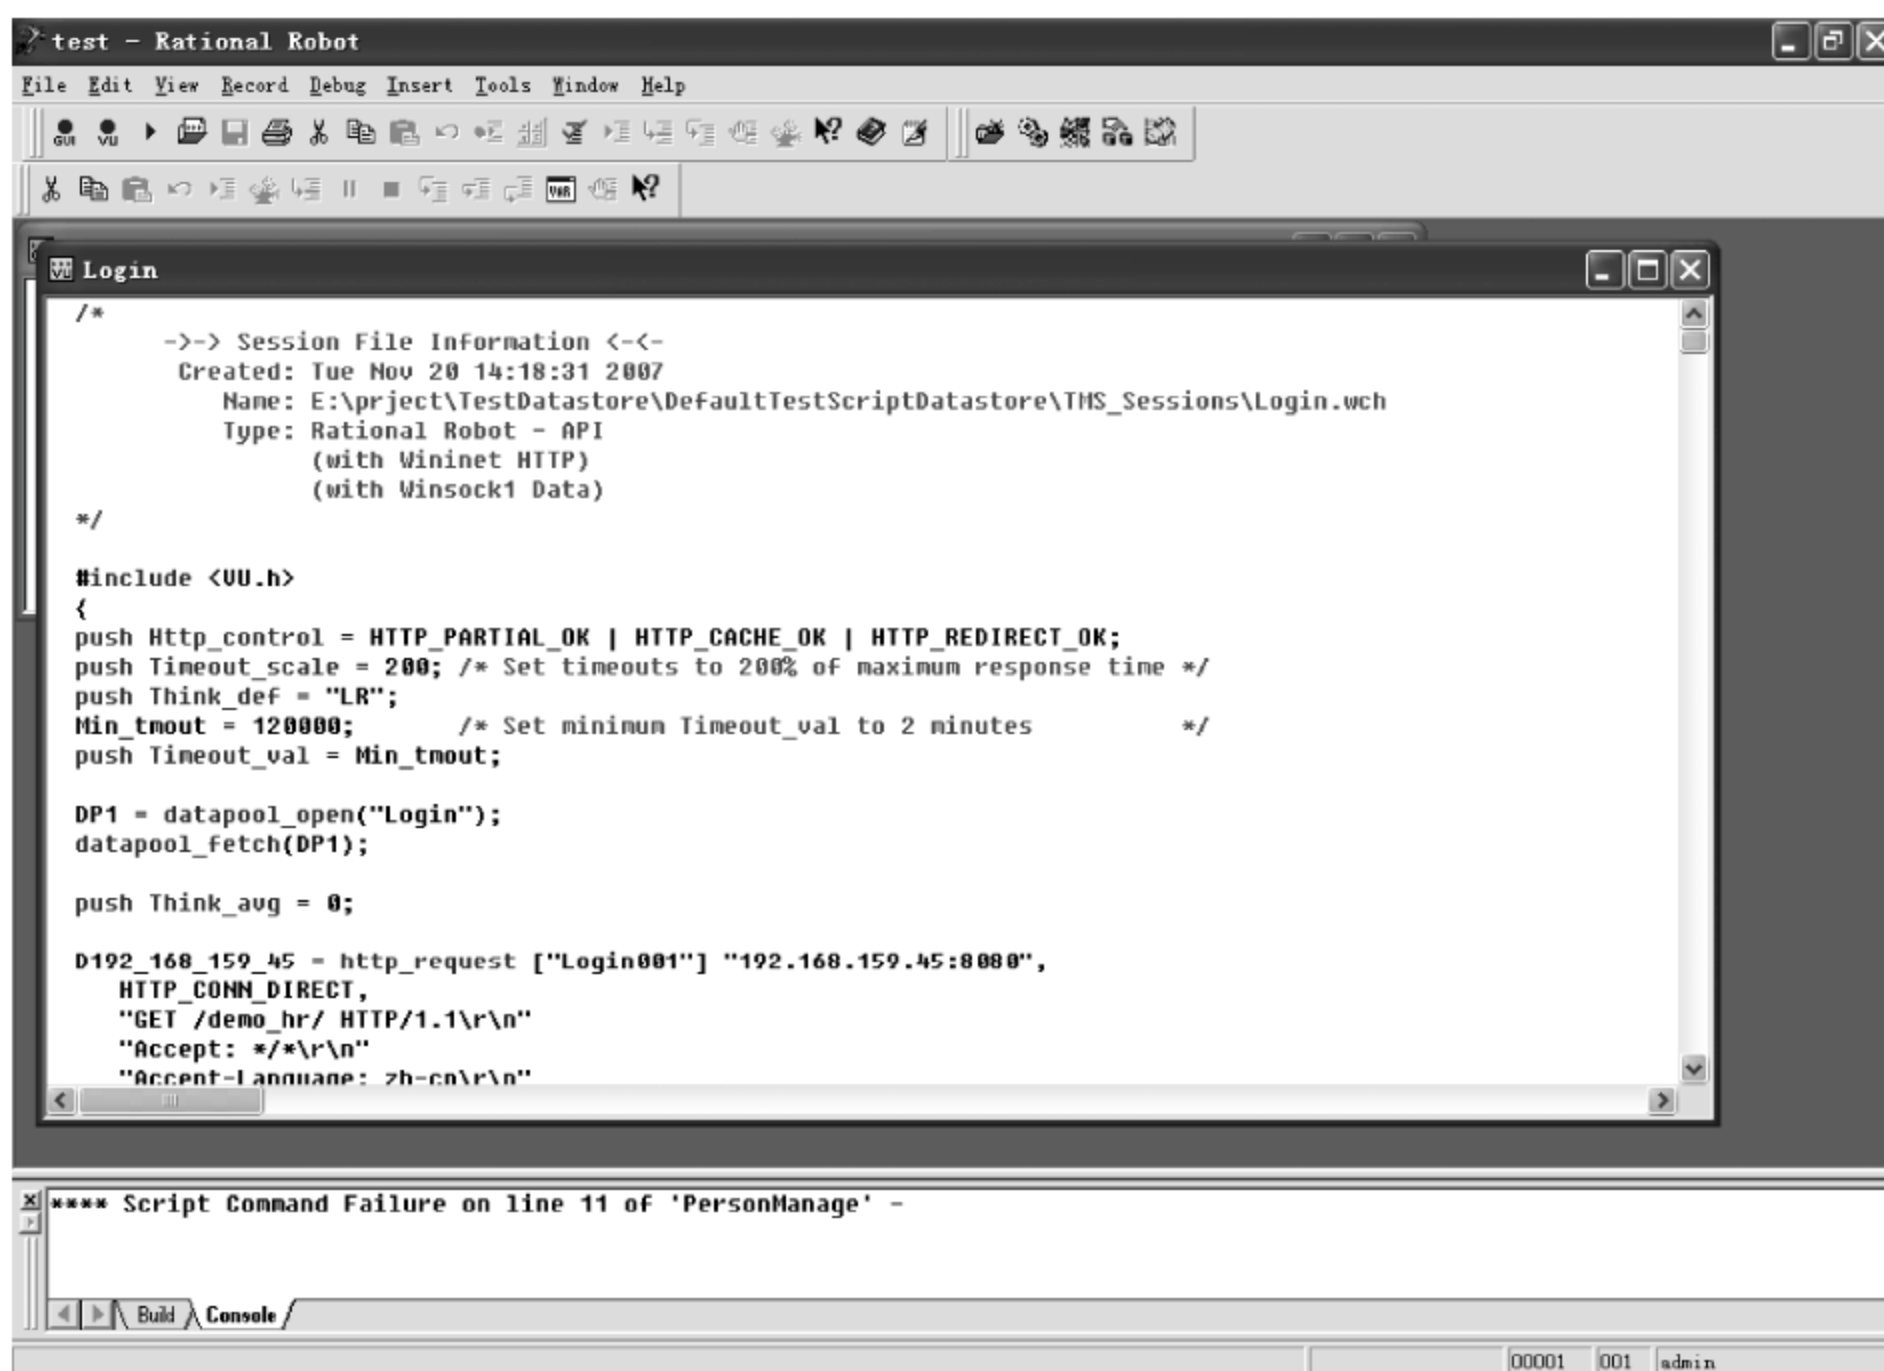 test - Rational Robot
File Edit View Record Debug Insert Tools Window Help
GUI VU
VAR
Login
/*
->-> Session File Information <-<-
Created: Tue Nov 20 14:18:31 2007
Name: E:\prject\TestDatastore\DefaultTestScriptDatastore\TMS_Sessions\Login.wch
Type: Rational Robot - API
(with Wininet HTTP)
(with Winsock1 Data)
*/
#include <VU.h>
{
push Http_control = HTTP_PARTIAL_OK | HTTP_CACHE_OK | HTTP_REDIRECT_OK;
push Timeout_scale = 200; /* Set timeouts to 200% of maximum response time */
push Think_def = "LR";
Min_tmout = 120000; /* Set minimum Timeout_val to 2 minutes */
push Timeout_val = Min_tmout;
DP1 = datapool_open("Login");
datapool_fetch(DP1);
push Think_avg = 0;
D192_168_159_45 = http_request ["Login001"] "192.168.159.45:8080",
HTTP_CONN_DIRECT,
"GET /demo_hr/ HTTP/1.1\r\n"
"Accept: */*\r\n"
"Accept-Language: zh-cn\r\n"
**** Script Command Failure on line 11 of 'PersonManage' -
Build Console
00001 001 admin